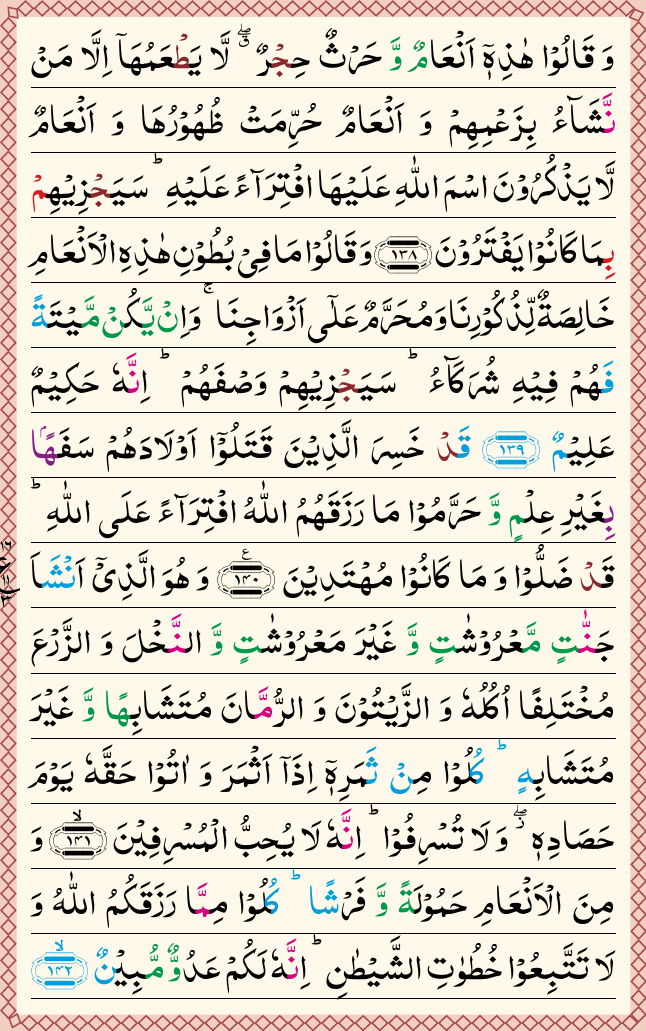 وَ قَالُوْا هٰذِهٖۤ اَنْعَامٌ وَّ حَرْثٌ حِجْرٌ ۖۗ لَّا یَطْعَمُهَاۤ اِلَّا مَنْ
نَّشَآءُ بِزَعْمِهِمْ وَ اَنْعَامٌ حُرِّمَتْ ظُهُوْرُهَا وَ اَنْعَامٌ
لَّا یَذْكُرُوْنَ اسْمَ اللّٰهِ عَلَیْهَا افْتِرَآءً عَلَیْهِ ؕ سَیَجْزِیْهِمْ
بِمَا كَانُوْا یَفْتَرُوْنَ ۱۳۸ وَ قَالُوْا مَا فِیْ بُطُوْنِ هٰذِهِ الْاَنْعَامِ
خَالِصَةٌ لِّذُكُوْرِنَا وَ مُحَرَّمٌ عَلٰۤی اَزْوَاجِنَا ۚ وَ اِنْ یَّكُنْ مَّیْتَةً
فَهُمْ فِیْهِ شُرَكَآءُ ؕ سَیَجْزِیْهِمْ وَصْفَهُمْ ؕ اِنَّهٗ حَكِیْمٌ
عَلِیْمٌ ۱۳۹ قَدْ خَسِرَ الَّذِیْنَ قَتَلُوْۤا اَوْلَادَهُمْ سَفَهًۢا
بِغَیْرِ عِلْمٍ وَّ حَرَّمُوْا مَا رَزَقَهُمُ اللّٰهُ افْتِرَآءً عَلَی اللّٰهِ ؕ
قَدْ ضَلُّوْا وَ مَا كَانُوْا مُهْتَدِیْنَ ۱۴۰ ع وَ هُوَ الَّذِیْۤ اَنْشَاَ
جَنّٰتٍ مَّعْرُوْشٰتٍ وَّ غَیْرَ مَعْرُوْشٰتٍ وَّ النَّخْلَ وَ الزَّرْعَ
مُخْتَلِفًا اُكُلُهٗ وَ الزَّیْتُوْنَ وَ الرُّمَّانَ مُتَشَابِهًا وَّ غَیْرَ
مُتَشَابِهٍ ؕ كُلُوْا مِنْ ثَمَرِهٖۤ اِذَاۤ اَثْمَرَ وَ اٰتُوْا حَقَّهٗ یَوْمَ
حَصَادِهٖ ۖؗ وَ لَا تُسْرِفُوْا ؕ اِنَّهٗ لَا یُحِبُّ الْمُسْرِفِیْنَ ۱۴۱ ۙ وَ
مِنَ الْاَنْعَامِ حَمُوْلَةً وَّ فَرْشًا ؕ كُلُوْا مِمَّا رَزَقَكُمُ اللّٰهُ وَ
لَا تَتَّبِعُوْا خُطُوٰتِ الشَّیْطٰنِ ؕ اِنَّهٗ لَكُمْ عَدُوٌّ مُّبِیْنٌ ۱۴۲ ۙ